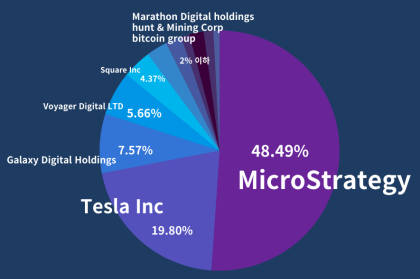 Marathon Digital holdings
hunt & Mining Corp
bitcoin group
2% 이하
Square Inc
4.37%
Voyager Digital LTD
5.66%
Galaxy Digital Holdings
7.57%
48.49%
MicroStrategy
Tesla Inc
19.80%